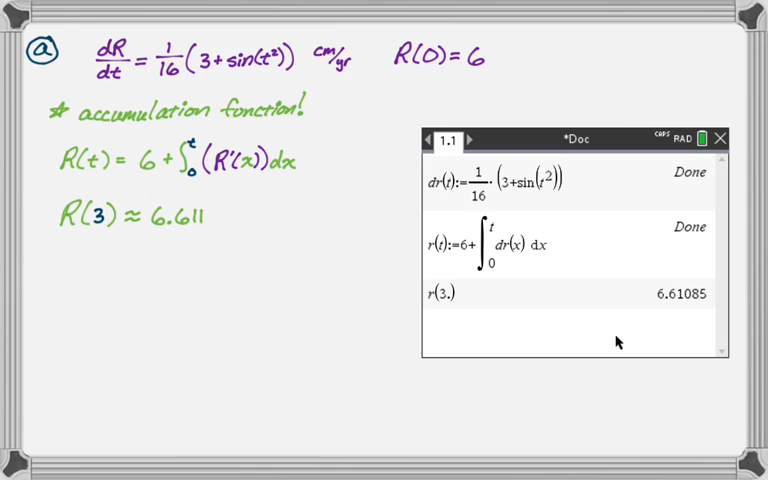 ⓐ dR/dt = 1/16 (3+sin(t²)) cm/yr R(0) = 6
☆ accumulation function!
R(t) = 6 + ∫₀ᵗ (R'(x))dx
R(3) ≈ 6.611
1.1 *Doc CAPS RAD
dr(t):=1/16·(3+sin(t²)) Done
r(t):=6+∫₀ᵗ dr(x) dx Done
r(3.) 6.61085